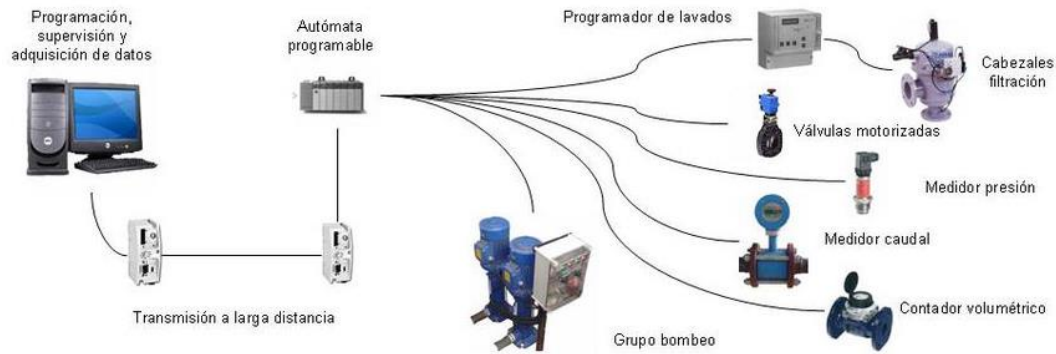 Programación,
supervisión y
adquisición de datos
Autómata
programable
Programador de lavados
Cabezales
filtración
Válvulas motorizadas
Medidor presión
Medidor caudal
Contador volumétrico
Grupo bombeo
Transmisión a larga distancia